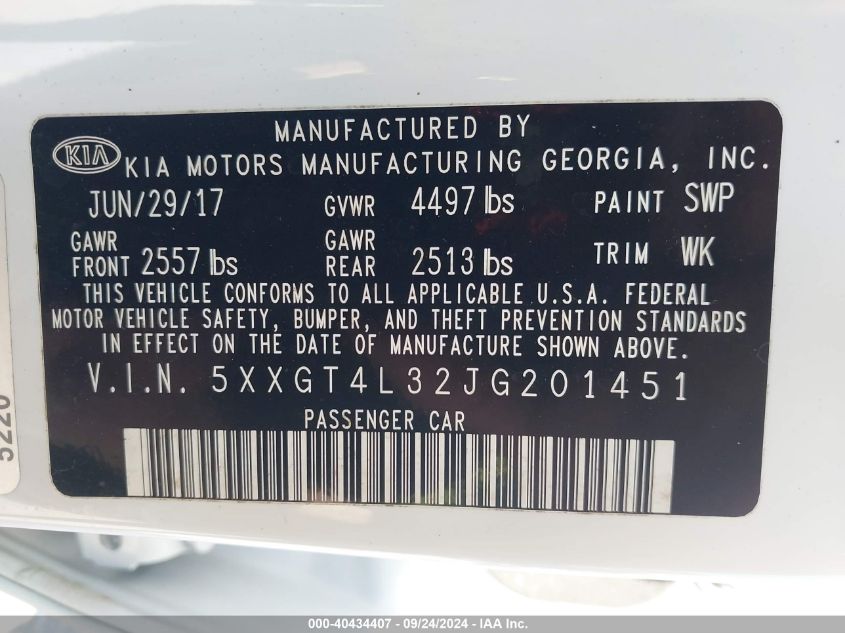 MANUFACTURED BY
KIA KIA MOTORS MANUFACTURING GEORGIA, INC.
JUN/29/17 GVWR 4497 lbs PAINT SWP
GAWR FRONT 2557 lbs GAWR REAR 2513 lbs TRIM WK
THIS VEHICLE CONFORMS TO ALL APPLICABLE U.S.A. FEDERAL
MOTOR VEHICLE SAFETY, BUMPER, AND THEFT PREVENTION STANDARDS
IN EFFECT ON THE DATE OF MANUFACTURE SHOWN ABOVE.
V.I.N. 5XXGT4L32JG201451
PASSENGER CAR
5220
000-40434407 - 09/24/2024 - IAA Inc.